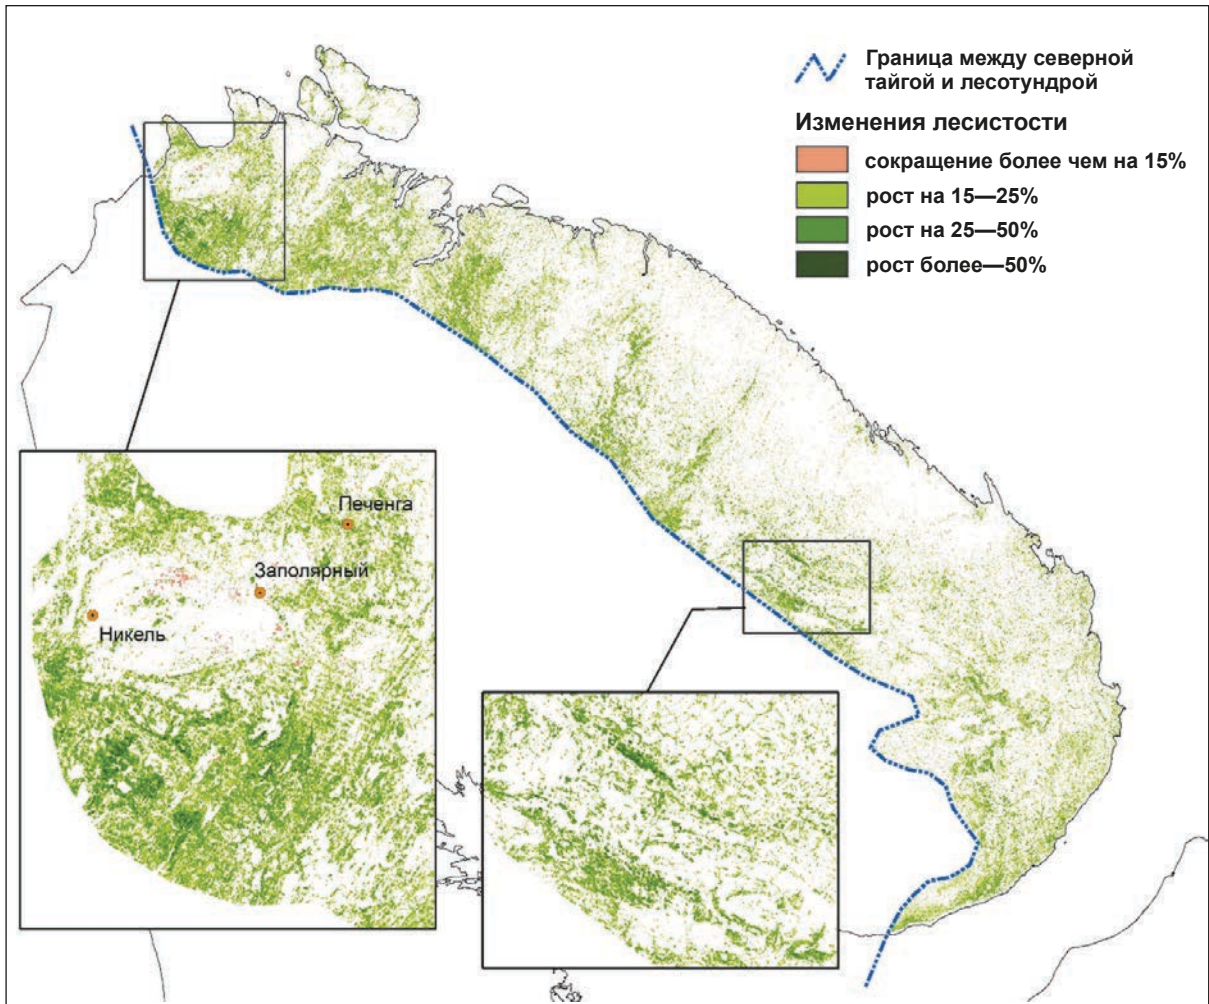 Граница между северной
тайгой и лесотундрой
Изменения лесистости
сокращение более чем на 15%
рост на 15—25%
рост на 25—50%
рост более—50%
Печенга
Заполярный
Никель